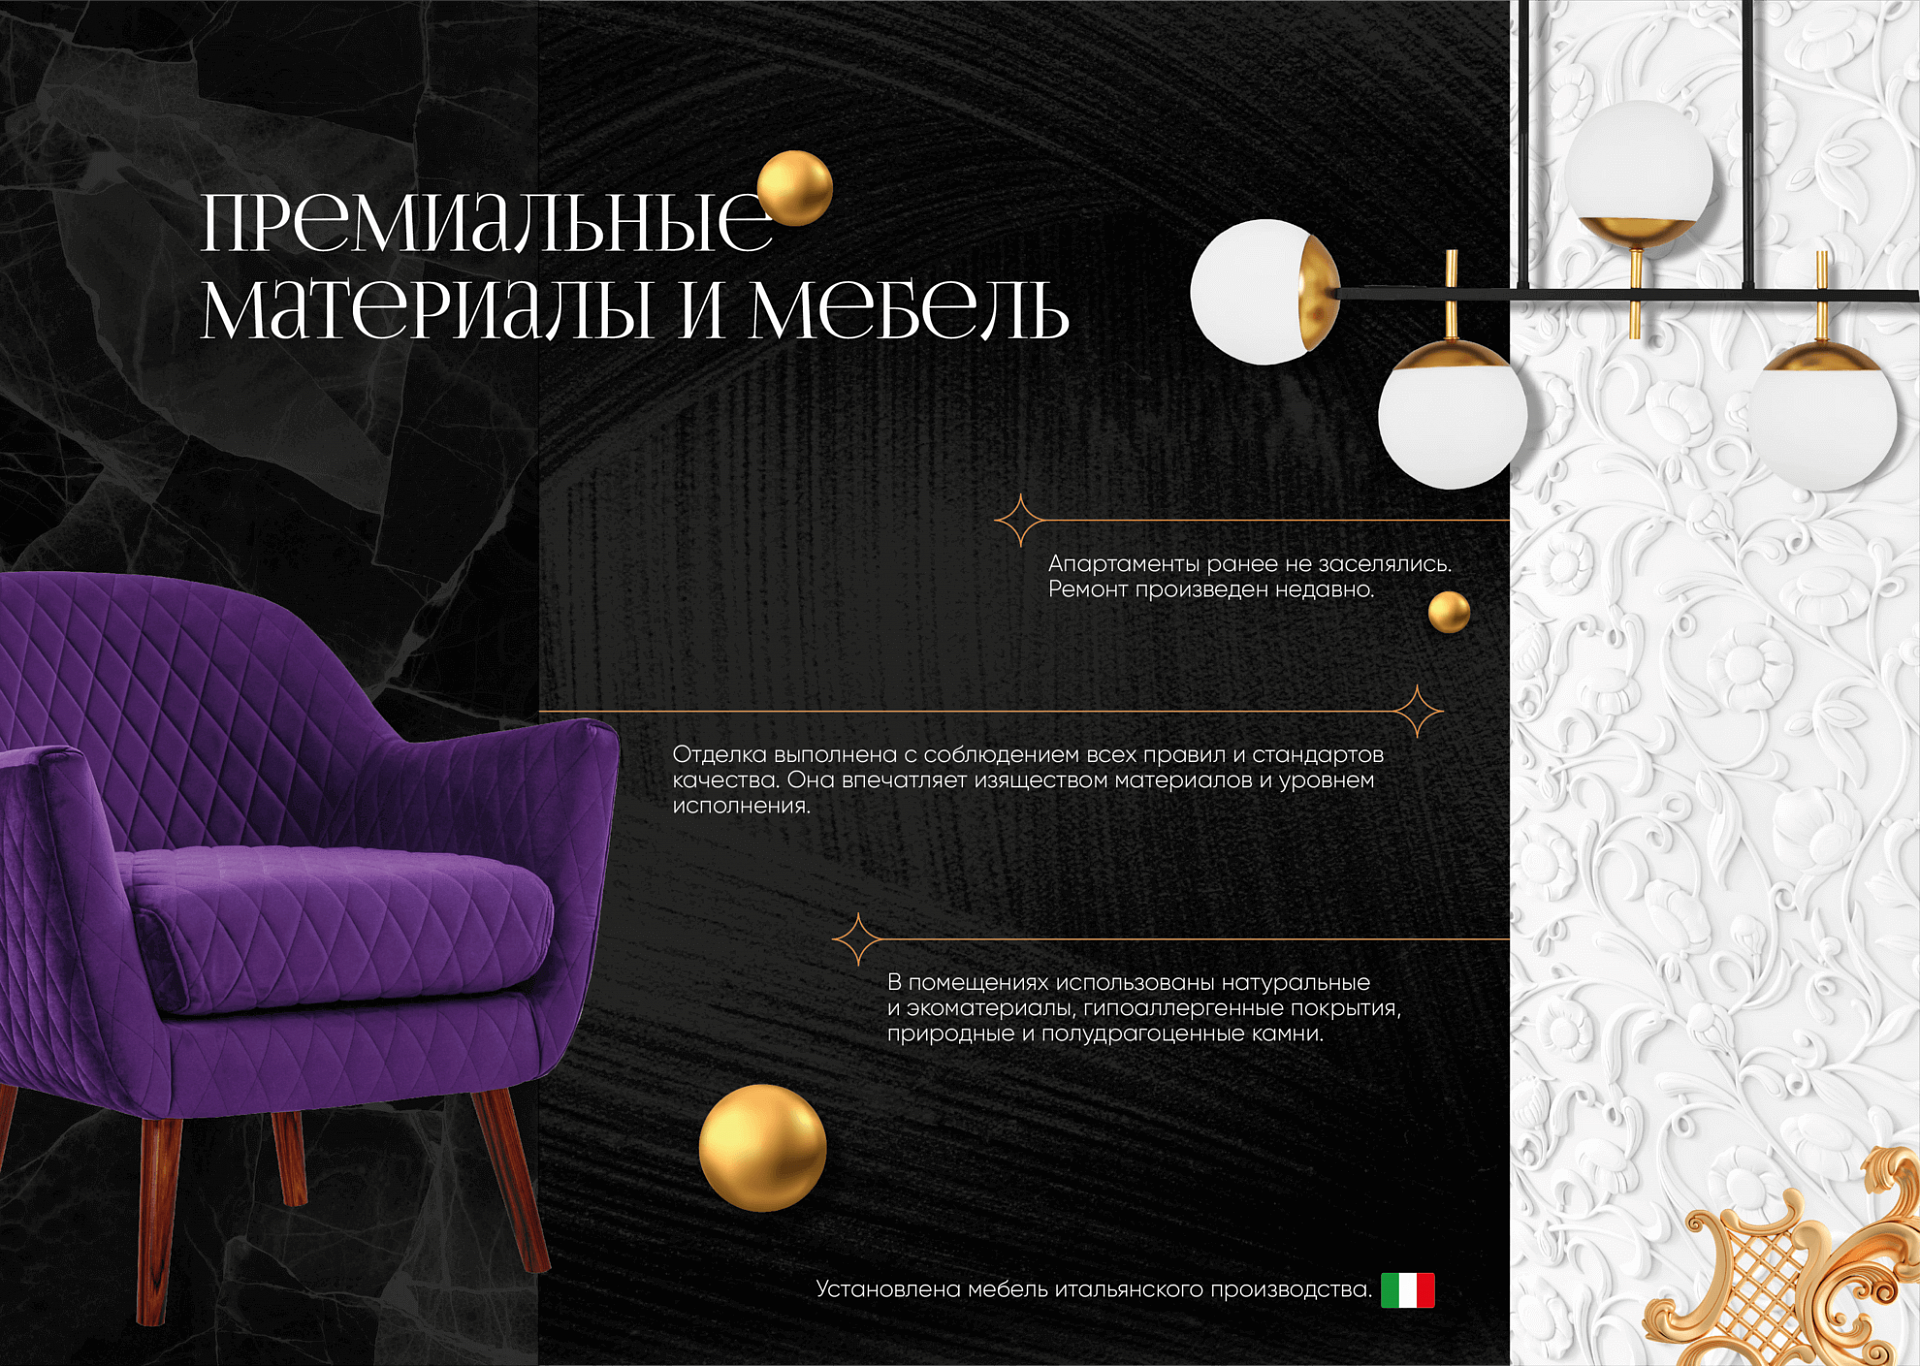 ПРЕМИАЛЬНЫЕ
МАТЕРИАЛЫ И МЕБЕЛЬ
Апартаменты ранее не заселялись.
Ремонт произведен недавно.
Отделка выполнена с соблюдением всех правил и стандартов
качества. Она впечатляет изяществом материалов и уровнем
исполнения.
В помещениях использованы натуральные
и экоматериалы, гипоаллергенные покрытия,
природные и полудрагоценные камни.
Установлена мебель итальянского производства.